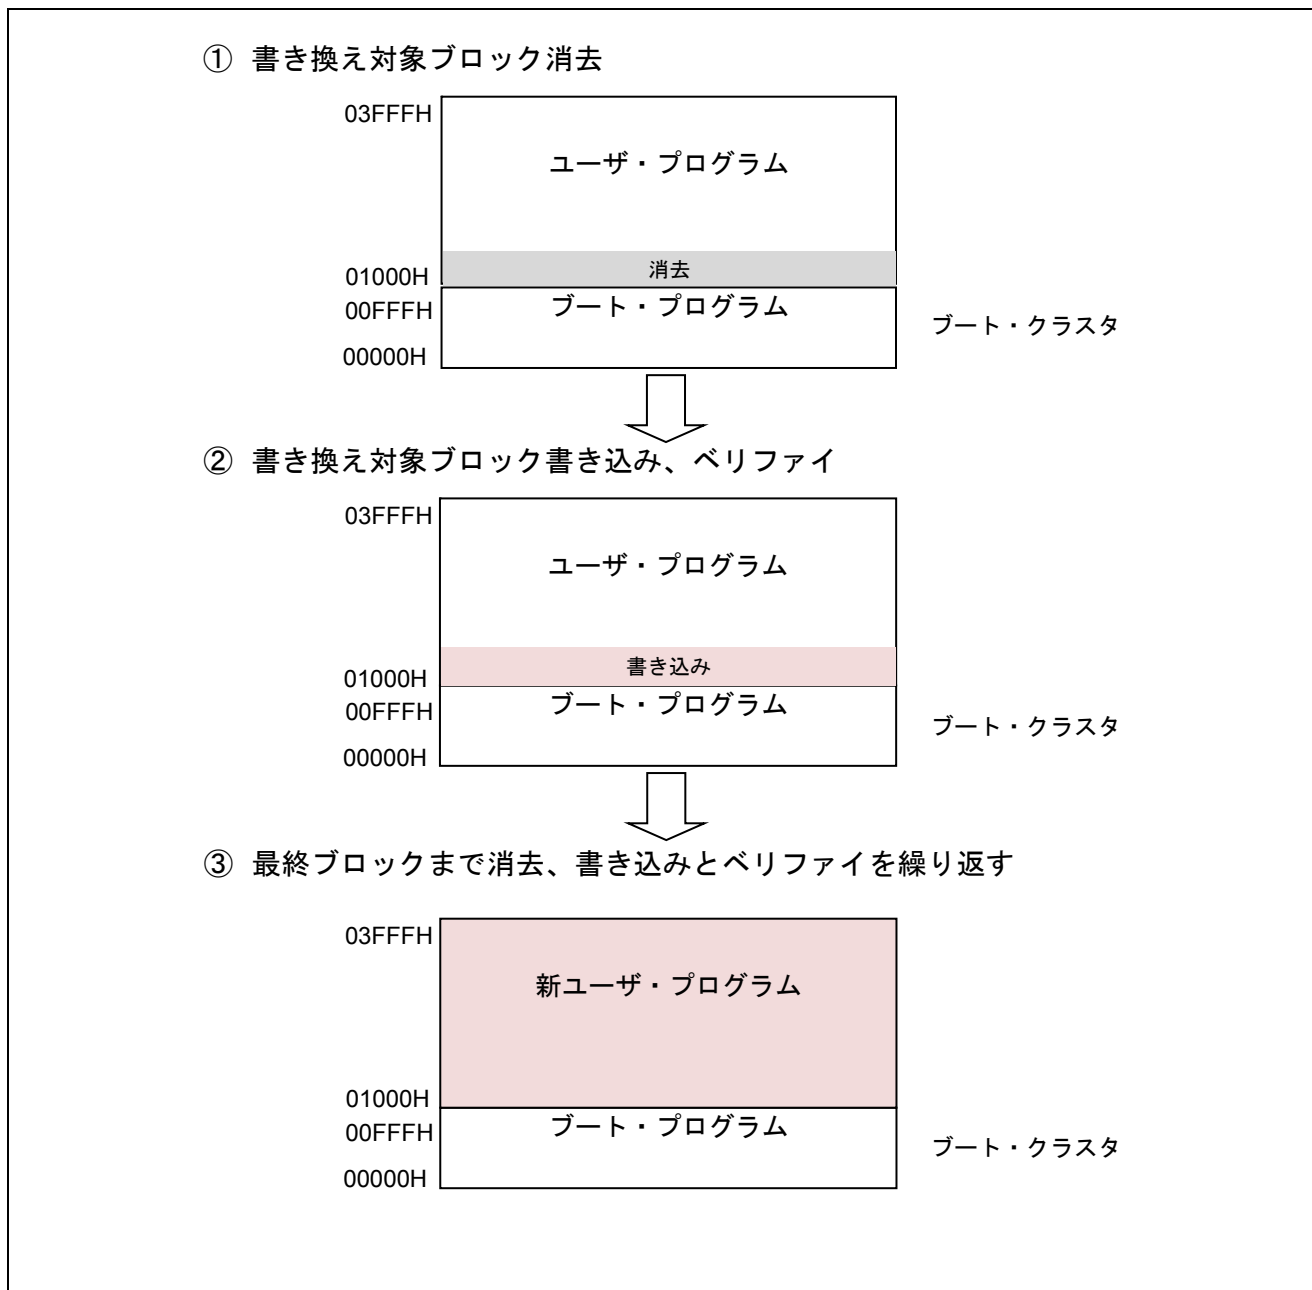 ① 書き換え対象ブロック消去
03FFFH
ユーザ・プログラム
消去
01000H
ブート・プログラム
00FFFH
ブート・クラスタ
00000H
② 書き換え対象ブロック書き込み、ベリファイ
03FFFH
ユーザ・プログラム
書き込み
01000H
ブート・プログラム
00FFFH
ブート・クラスタ
00000H
③ 最終ブロックまで消去、書き込みとベリファイを繰り返す
03FFFH
新ユーザ・プログラム
01000H
ブート・プログラム
00FFFH
ブート・クラスタ
00000H